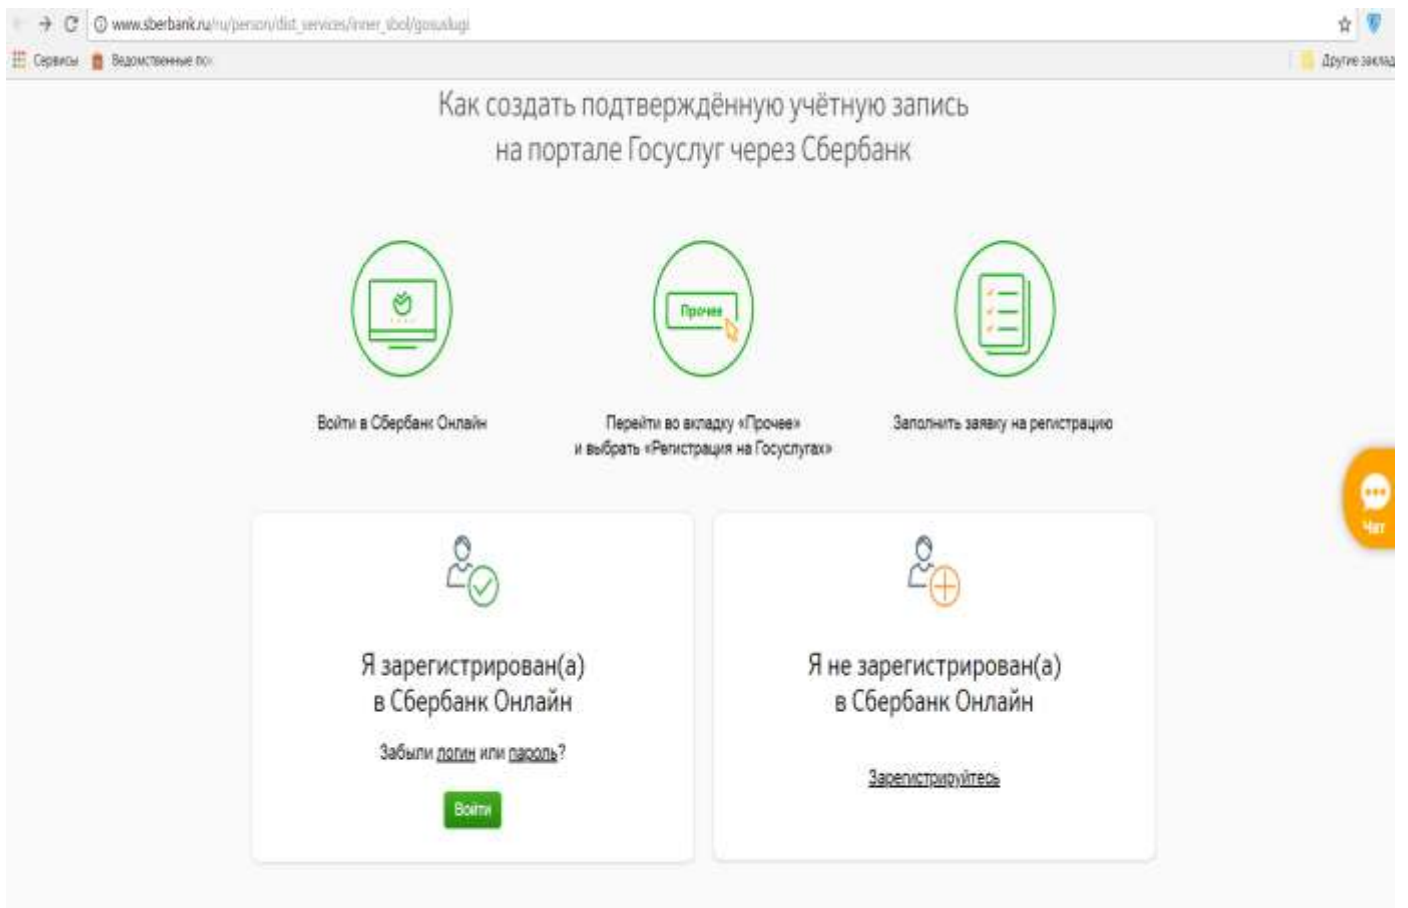 www.sberbank.ru/ru/person/dist_services/inner_sbol/gosuslugi
Сервисы Ведомственные
Другие заклад
Как создать подтверждённую учётную запись
на портале Госуслуг через Сбербанк
Прочее
Войти в Сбербанк Онлайн
Перейти во вкладку «Прочее»
и выбрать «Регистрация на Госуслугах»
Заполнить заявку на регистрацию
Чат
Я зарегистрирован(а)
в Сбербанк Онлайн
Забыли логин или пароль?
Войти
Я не зарегистрирован(а)
в Сбербанк Онлайн
Зарегистрируйтесь